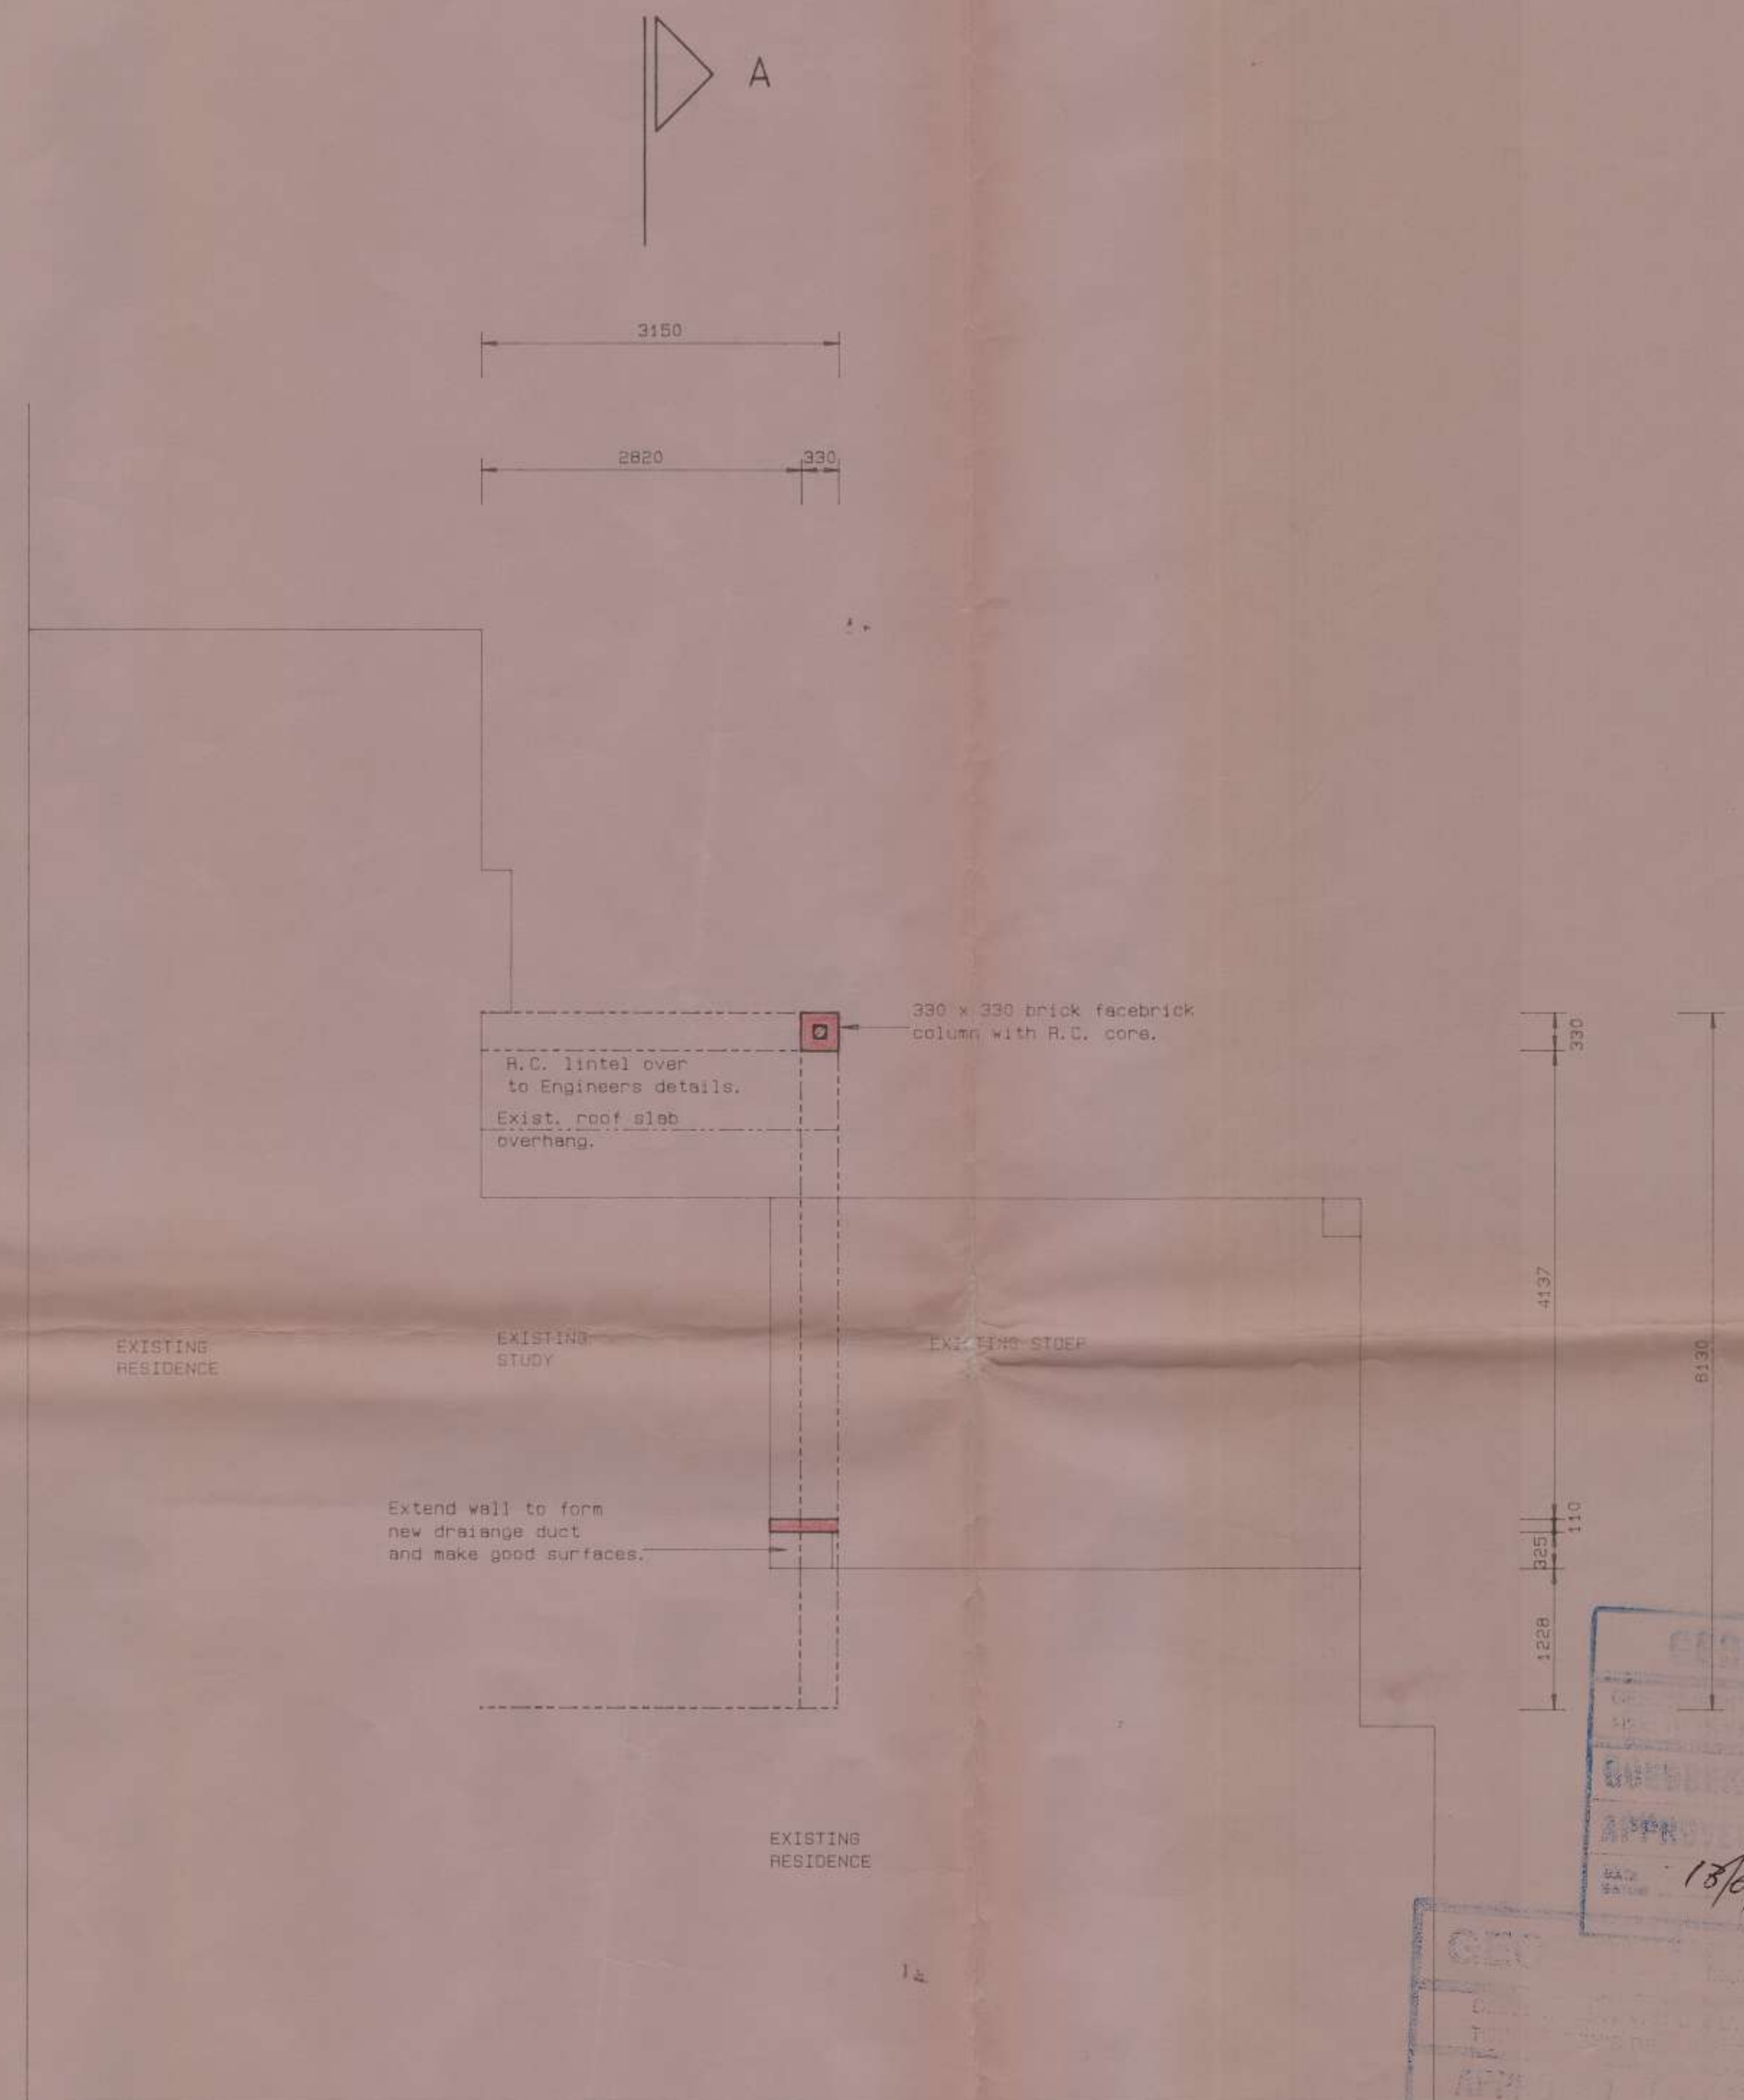 A
3150
2820
330
330 x 330 brick facebrick
column with R.C. core.
330
R.C. lintel over
to Engineers details.
Exist. roof slab
overhang.
4137
6130
EXISTING
RESIDENCE
EXISTING
STUDY
EXISTING STOEP
Extend wall to form
new draiange duct
and make good surfaces.
110
325
1228
EXISTING
RESIDENCE
APPROVE